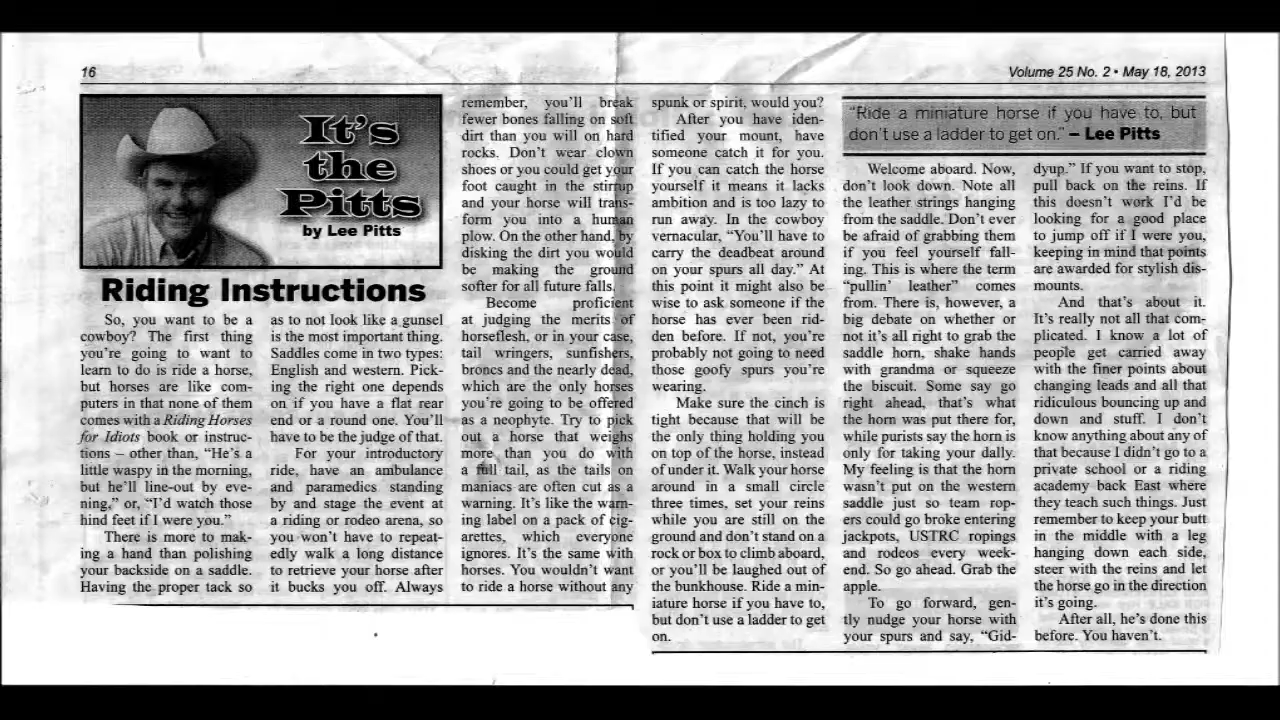 16
Volume 25 No. 2 • May 18, 2013
It's
the
Pitts
by Lee Pitts
Riding Instructions
So, you want to be a
cowboy? The first thing
you're going to want to
learn to do is ride a horse,
but horses are like com-
puters in that none of them
comes with a Riding Horses
for Idiots book or instruc-
tions – other than, "He's a
little waspy in the morning,
but he'll line-out by eve-
ning," or, "I'd watch those
hind feet if I were you."
There is more to mak-
ing a hand than polishing
your backside on a saddle.
Having the proper tack so
as to not look like a gunsel
is the most important thing.
Saddles come in two types:
English and western. Pick-
ing the right one depends
on if you have a flat rear
end or a round one. You'll
have to be the judge of that.
For your introductory
ride, have an ambulance
and paramedics standing
by and stage the event at
a riding or rodeo arena, so
you won't have to repeat-
edly walk a long distance
to retrieve your horse after
it bucks you off. Always
remember, you'll break
fewer bones falling on soft
dirt than you will on hard
rocks. Don't wear clown
shoes or you could get your
foot caught in the stirrup
and your horse will trans-
form you into a human
plow. On the other hand, by
disking the dirt you would
be making the ground
softer for all future falls.
Become proficient
at judging the merits of
horseflesh, or in your case,
tail wringers, sunfishers,
broncs and the nearly dead,
which are the only horses
you're going to be offered
as a neophyte. Try to pick
out a horse that weighs
more than you do with
a full tail, as the tails on
maniacs are often cut as a
warning. It's like the warn-
ing label on a pack of cig-
arettes, which everyone
ignores. It's the same with
horses. You wouldn't want
to ride a horse without any
spunk or spirit, would you?
After you have iden-
tified your mount, have
someone catch it for you.
If you can catch the horse
yourself it means it lacks
ambition and is too lazy to
run away. In the cowboy
vernacular, "You'll have to
carry the deadbeat around
on your spurs all day." At
this point it might also be
wise to ask someone if the
horse has ever been rid-
den before. If not, you're
probably not going to need
those goofy spurs you're
wearing.
Make sure the cinch is
tight because that will be
the only thing holding you
on top of the horse, instead
of under it. Walk your horse
around in a small circle
three times, set your reins
while you are still on the
ground and don't stand on a
rock or box to climb aboard,
or you'll be laughed out of
the bunkhouse. Ride a min-
iature horse if you have to,
but don't use a ladder to get
on.
"Ride a miniature horse if you have to, but
don't use a ladder to get on." – Lee Pitts
Welcome aboard. Now,
don't look down. Note all
the leather strings hanging
from the saddle. Don't ever
be afraid of grabbing them
if you feel yourself fall-
ing. This is where the term
"pullin' leather" comes
from. There is, however, a
big debate on whether or
not it's all right to grab the
saddle horn, shake hands
with grandma or squeeze
the biscuit. Some say go
right ahead, that's what
the horn was put there for,
while purists say the horn is
only for taking your dally.
My feeling is that the horn
wasn't put on the western
saddle just so team rop-
ers could go broke entering
jackpots, USTRC ropings
and rodeos every week-
end. So go ahead. Grab the
apple.
To go forward, gen-
tly nudge your horse with
your spurs and say, "Gid-
dyup." If you want to stop,
pull back on the reins. If
this doesn't work I'd be
looking for a good place
to jump off if I were you,
keeping in mind that points
are awarded for stylish dis-
mounts.
And that's about it.
It's really not all that com-
plicated. I know a lot of
people get carried away
with the finer points about
changing leads and all that
ridiculous bouncing up and
down and stuff. I don't
know anything about any of
that because I didn't go to a
private school or a riding
academy back East where
they teach such things. Just
remember to keep your butt
in the middle with a leg
hanging down each side,
steer with the reins and let
the horse go in the direction
it's going.
After all, he's done this
before. You haven't.